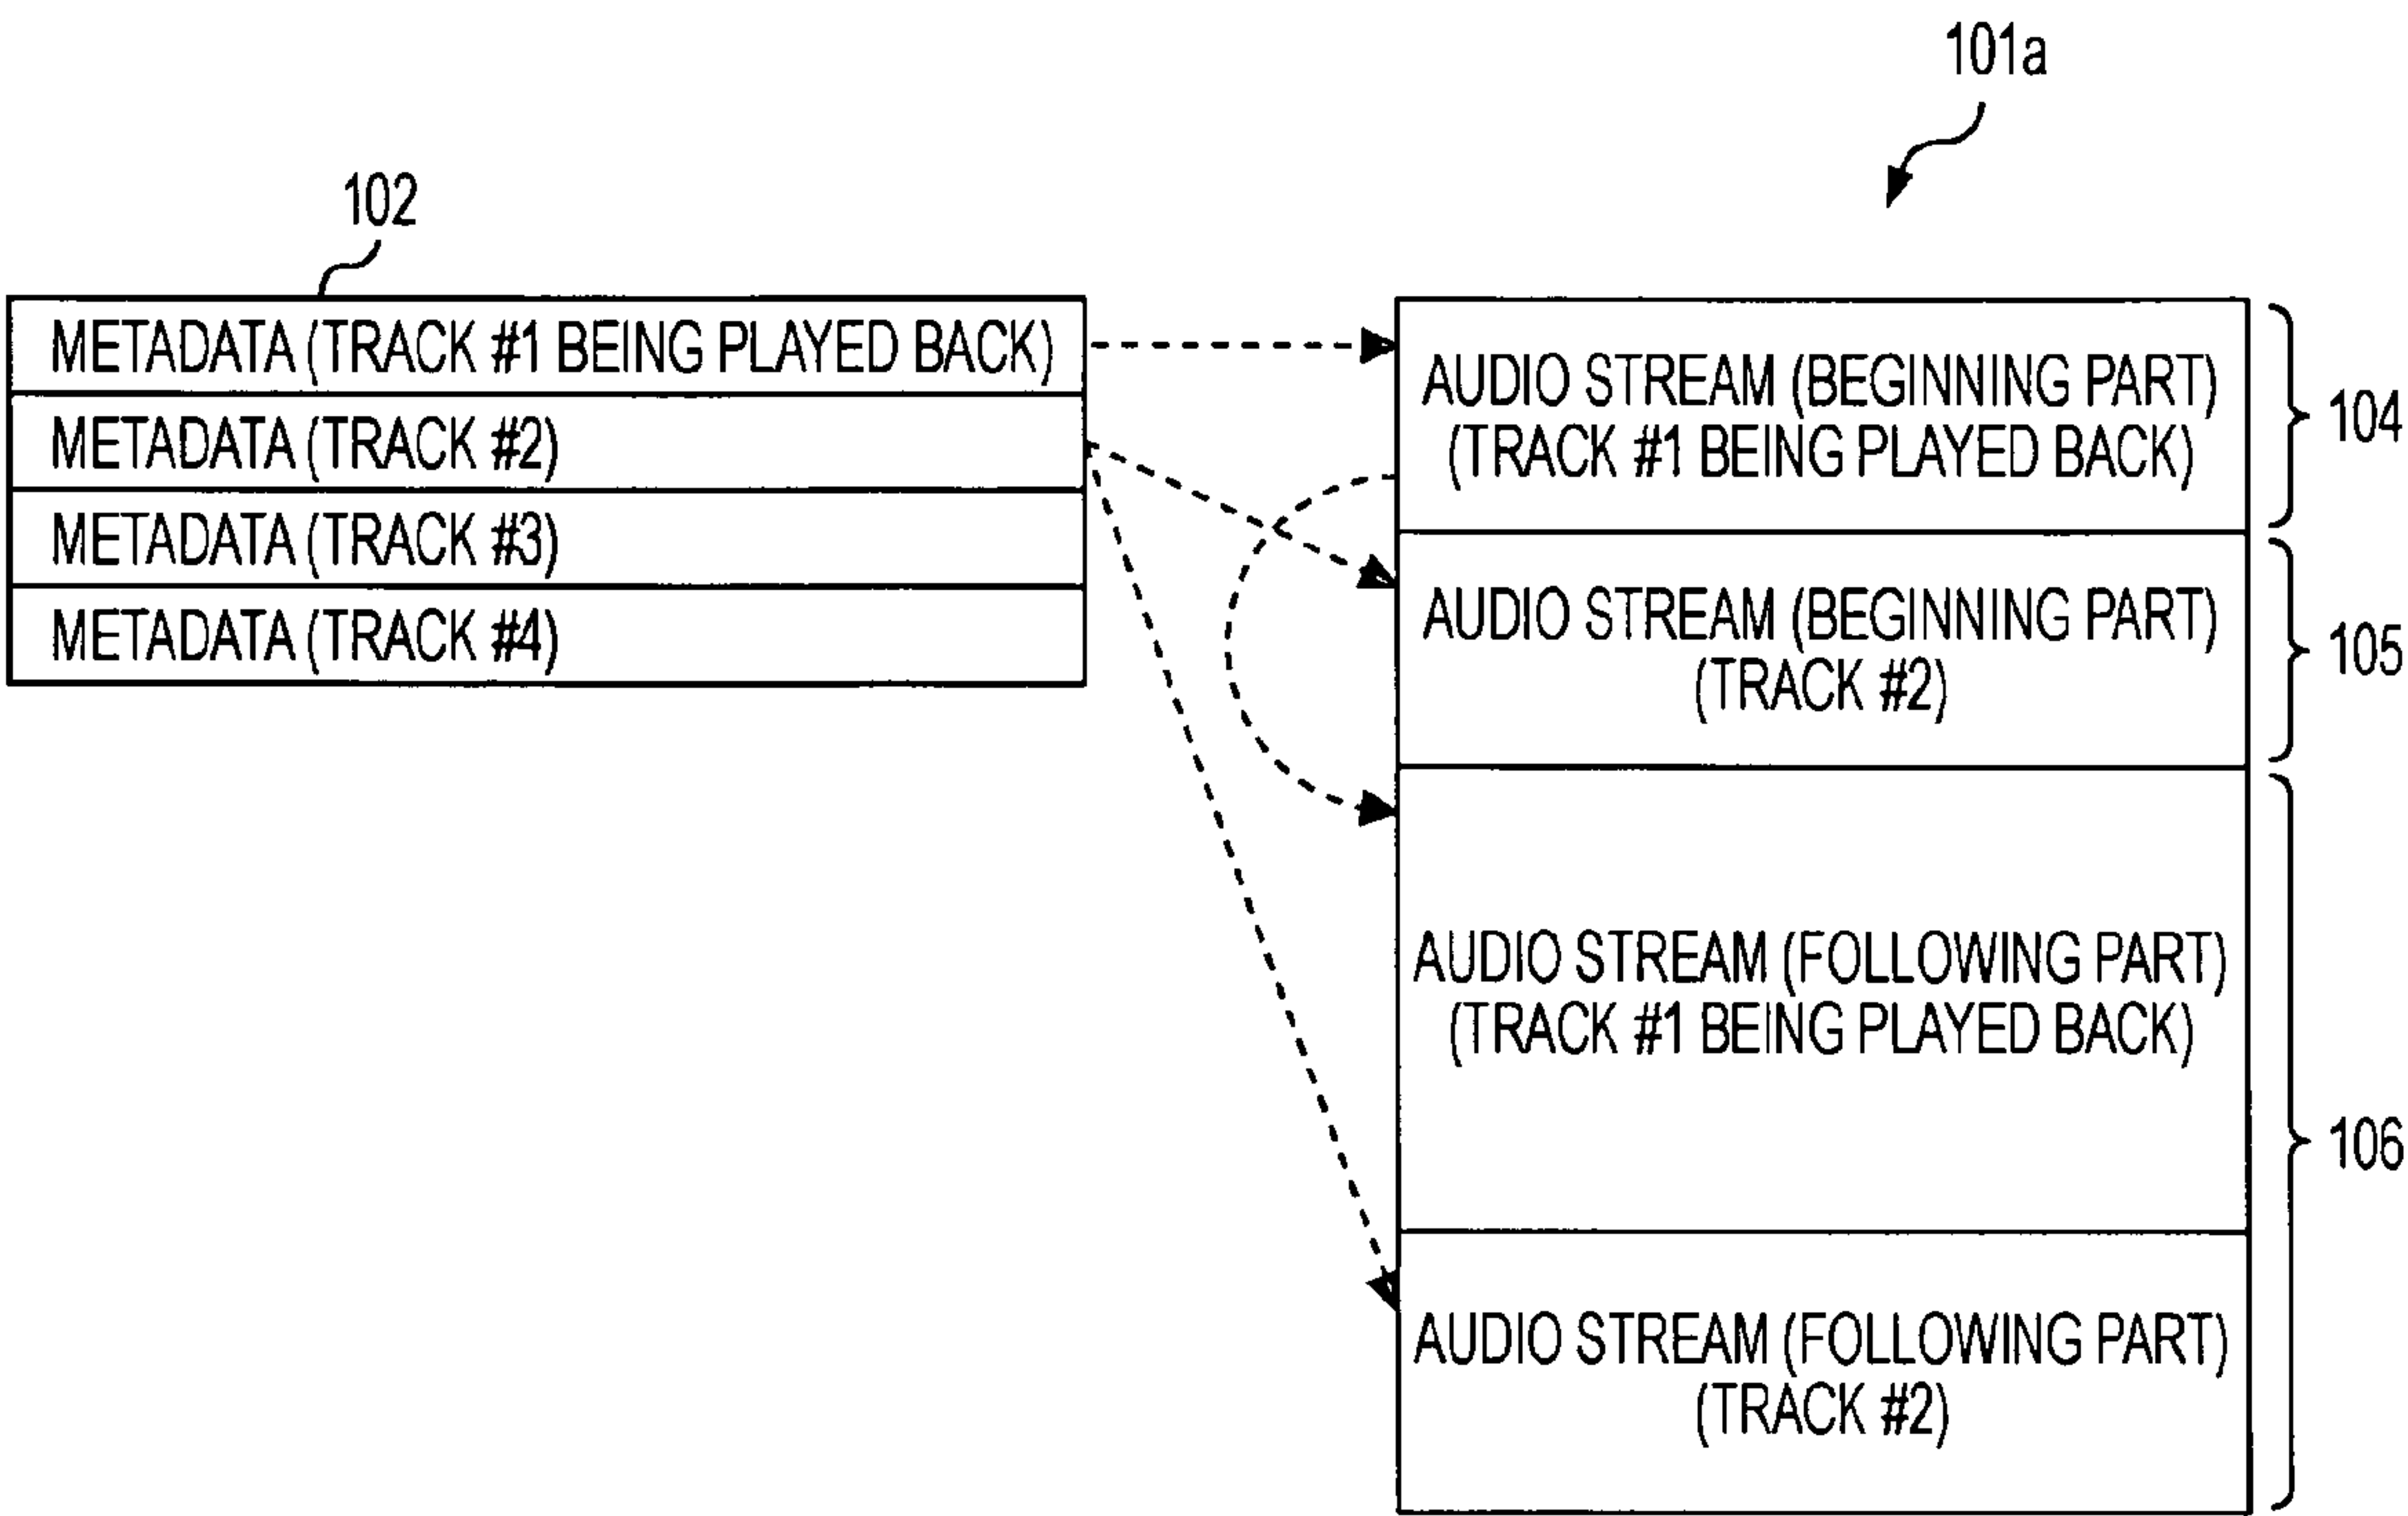 101a
102
METADATA (TRACK #1 BEING PLAYED BACK)
METADATA (TRACK #2)
METADATA (TRACK #3)
METADATA (TRACK #4)
AUDIO STREAM (BEGINNING PART)
(TRACK #1 BEING PLAYED BACK)
104
AUDIO STREAM (BEGINNING PART)
(TRACK #2)
105
AUDIO STREAM (FOLLOWING PART)
(TRACK #1 BEING PLAYED BACK)
106
AUDIO STREAM (FOLLOWING PART)
(TRACK #2)